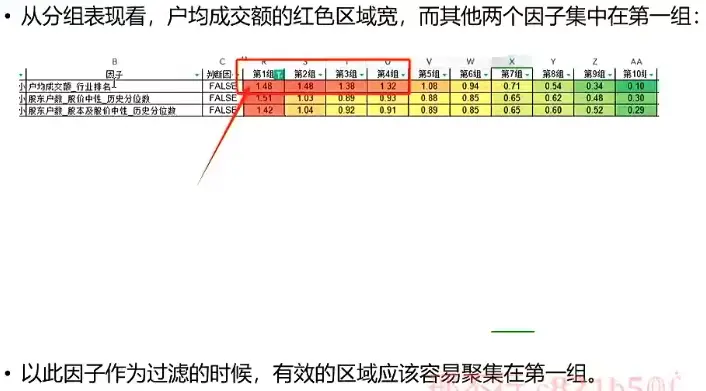 • 从分组表现看，户均成交额的红色区域宽，而其他两个因子集中在第一组：
B C R S T U V W X Y Z AA
因子 判断因 第1组 第2组 第3组 第4组 第5组 第6组 第7组 第8组 第9组 第10组
小 户均成交额_行业排名 FALSE 1.48 1.48 1.38 1.32 1.08 0.94 0.71 0.54 0.34 0.10
小 股东户数_股价中性_历史分位数 FALSE 1.51 1.03 0.89 0.93 0.88 0.85 0.65 0.62 0.48 0.30
小 股东户数_股本及股价中性_历史分位数 FALSE 1.42 1.04 0.92 0.91 0.89 0.85 0.65 0.60 0.52 0.29
• 以此因子作为过滤的时候，有效的区域应该容易聚集在第一组。